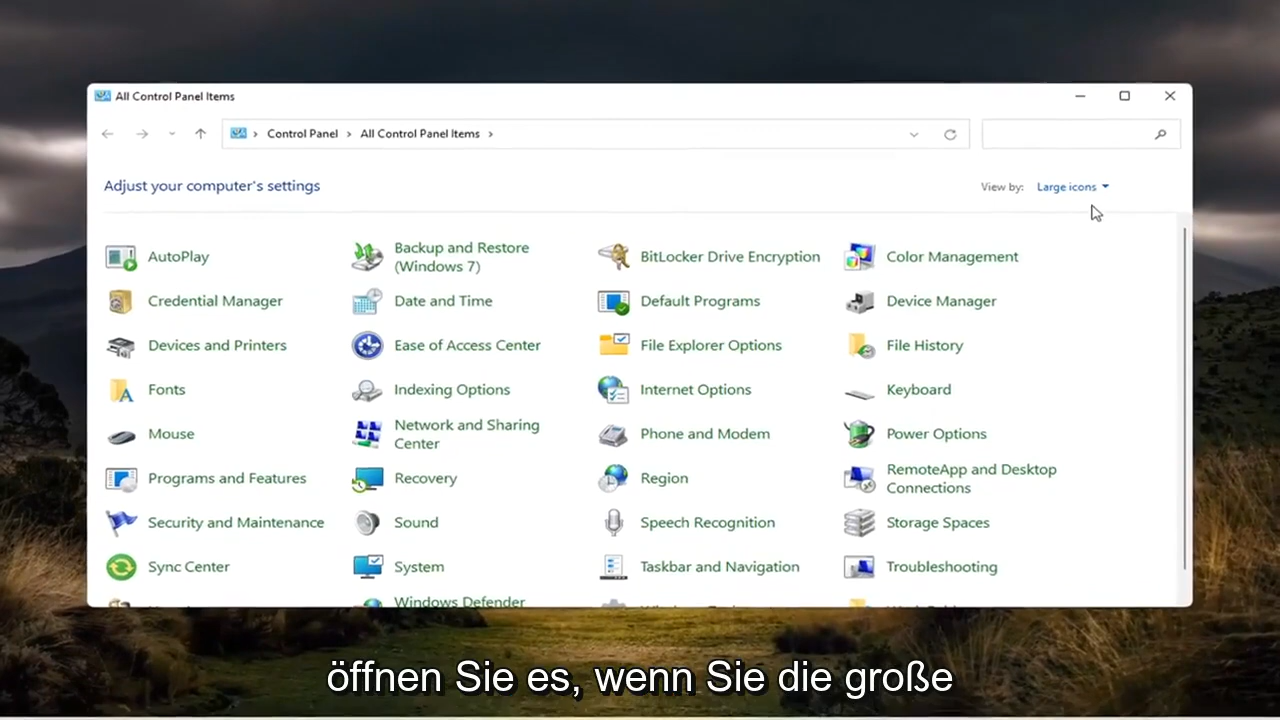 All Control Panel Items
Control Panel > All Control Panel Items >
Adjust your computer's settings
View by: Large icons
AutoPlay
Backup and Restore
(Windows 7)
BitLocker Drive Encryption
Color Management
Credential Manager
Date and Time
Default Programs
Device Manager
Devices and Printers
Ease of Access Center
File Explorer Options
File History
Fonts
Indexing Options
Internet Options
Keyboard
Mouse
Network and Sharing
Center
Phone and Modem
Power Options
Programs and Features
Recovery
Region
RemoteApp and Desktop
Connections
Security and Maintenance
Sound
Speech Recognition
Storage Spaces
Sync Center
System
Taskbar and Navigation
Troubleshooting
Windows Defender
öffnen Sie es, wenn Sie die große